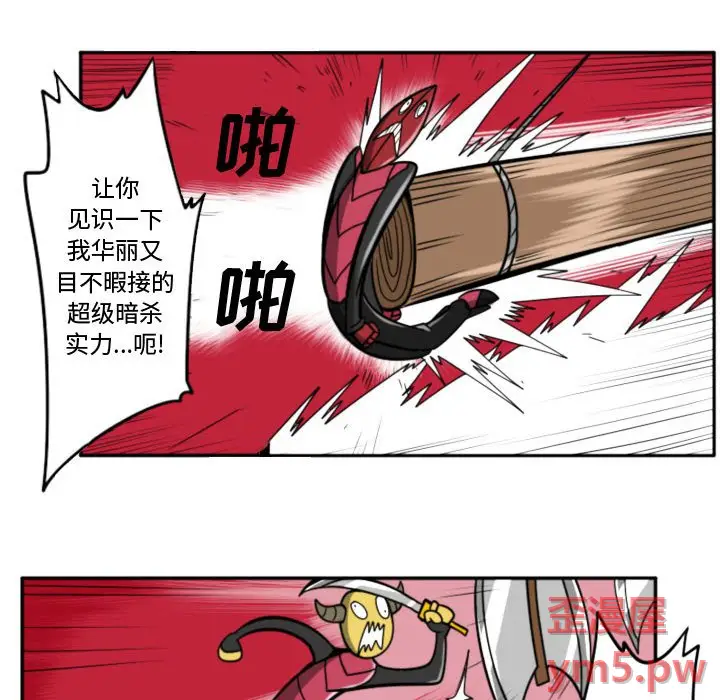 啪
让你
见识一下
我华丽又
目不暇接的
超级暗杀
实力...呃!
啪
歪漫屋
ym5.pw